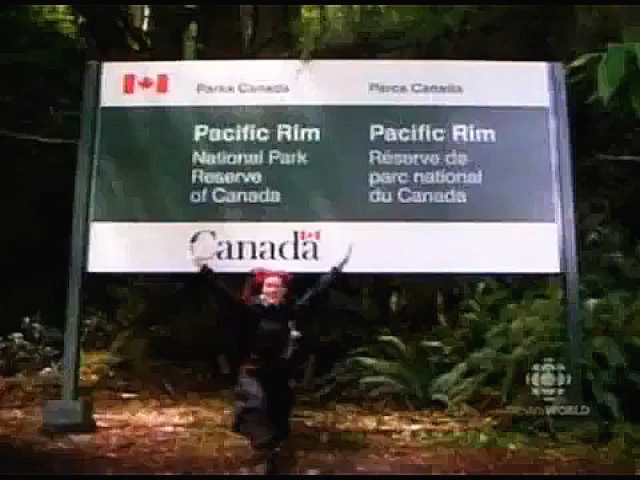 Parks Canada
Parcs Canada
Pacific Rim
National Park
Reserve
of Canada
Pacific Rim
Réserve de
parc national
du Canada
Canada
WORLD